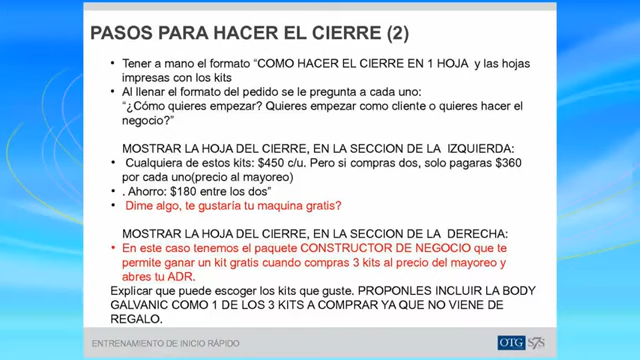 PASOS PARA HACER EL CIERRE (2)
• Tener a mano el formato “COMO HACER EL CIERRE EN 1 HOJA y las hojas
impresas con los kits
• Al llenar el formato del pedido se le pregunta a cada uno:
“¿Cómo quieres empezar? Quieres empezar como cliente o quieres hacer el
negocio?”
MOSTRAR LA HOJA DEL CIERRE, EN LA SECCION DE LA IZQUIERDA:
• Cualquiera de estos kits: $450 c/u. Pero si compras dos, solo pagaras $360
por cada uno(precio al mayoreo)
• . Ahorro: $180 entre los dos”
• Dime algo, te gustaría tu maquina gratis?
MOSTRAR LA HOJA DEL CIERRE, EN LA SECCION DE LA DERECHA:
• En este caso tenemos el paquete CONSTRUCTOR DE NEGOCIO que te
permite ganar un kit gratis cuando compras 3 kits al precio del mayoreo y
abres tu ADR.
Explicar que puede escoger los kits que guste. PROPONLES INCLUIR LA BODY
GALVANIC COMO 1 DE LOS 3 KITS A COMPRAR YA QUE NO VIENE DE
REGALO.
ENTRENAMIENTO DE INICIO RÁPIDO
OTG